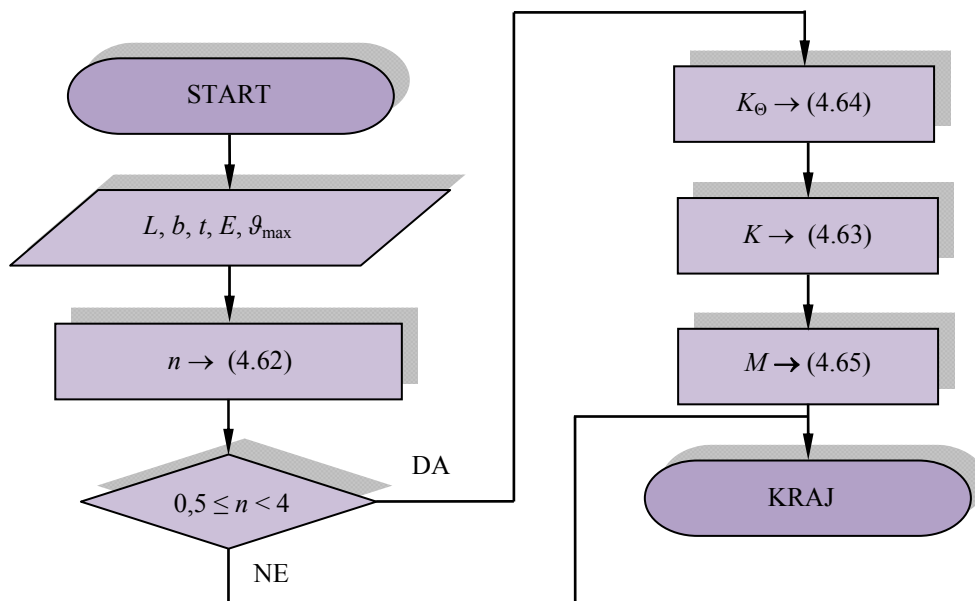 START
L, b, t, E, ϑmax
n → (4.62)
0,5 ≤ n < 4
DA
NE
KΘ → (4.64)
K → (4.63)
M → (4.65)
KRAJ